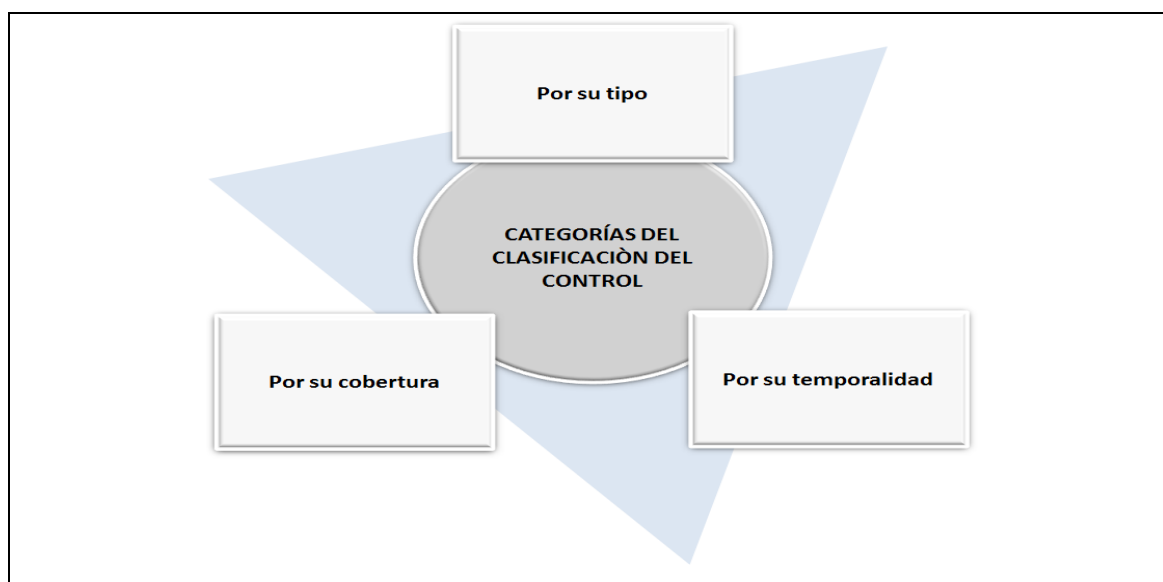 Por su tipo
CATEGORÍAS DEL
CLASIFICACIÒN DEL
CONTROL
Por su cobertura
Por su temporalidad